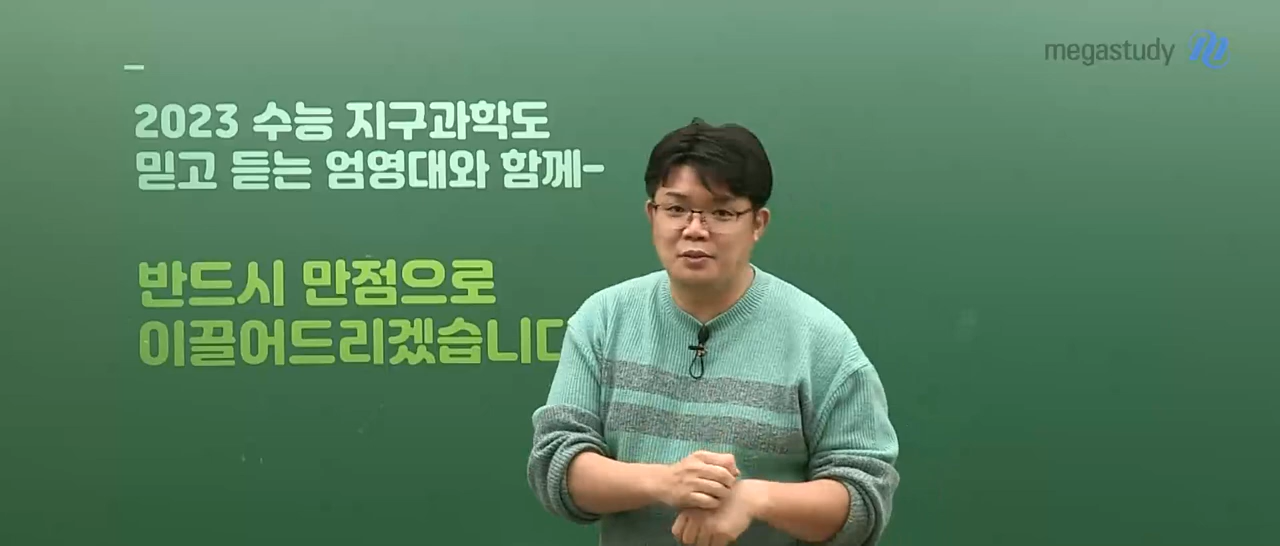 megastudy
2023 수능 지구과학도
믿고 듣는 엄영대와 함께-
반드시 만점으로
이끌어드리겠습니다